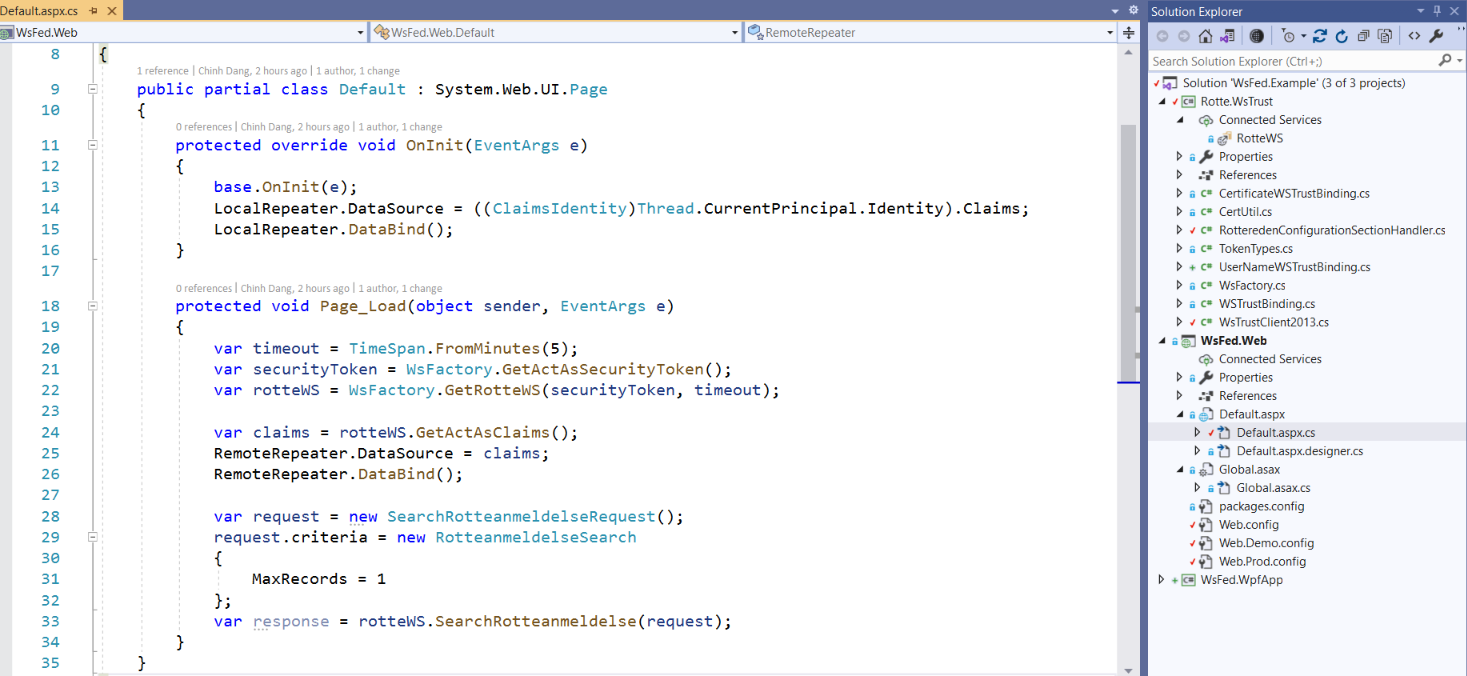 Default.aspx.cs
WsFed.Web
WsFed.Web.Default
RemoteRepeater
8 {
1 reference | Chinh Dang, 2 hours ago | 1 author, 1 change
9 public partial class Default : System.Web.UI.Page
10 {
0 references | Chinh Dang, 2 hours ago | 1 author, 1 change
11 protected override void OnInit(EventArgs e)
12 {
13 base.OnInit(e);
14 LocalRepeater.DataSource = ((ClaimsIdentity)Thread.CurrentPrincipal.Identity).Claims;
15 LocalRepeater.DataBind();
16 }
17
0 references | Chinh Dang, 2 hours ago | 1 author, 1 change
18 protected void Page_Load(object sender, EventArgs e)
19 {
20 var timeout = TimeSpan.FromMinutes(5);
21 var securityToken = WsFactory.GetActAsSecurityToken();
22 var rotteWS = WsFactory.GetRotteWS(securityToken, timeout);
23
24 var claims = rotteWS.GetActAsClaims();
25 RemoteRepeater.DataSource = claims;
26 RemoteRepeater.DataBind();
27
28 var request = new SearchRotteanmeldelseRequest();
29 request.criteria = new RotteanmeldelseSearch
30 {
31 MaxRecords = 1
32 };
33 var response = rotteWS.SearchRotteanmeldelse(request);
34 }
35 }
Solution Explorer
Search Solution Explorer (Ctrl+;)
Solution 'WsFed.Example' (3 of 3 projects)
Rotte.WsTrust
Connected Services
RotteWS
Properties
References
CertificateWSTrustBinding.cs
CertUtil.cs
RotteredenConfigurationSectionHandler.cs
TokenTypes.cs
UserNameWSTrustBinding.cs
WsFactory.cs
WSTrustBinding.cs
WsTrustClient2013.cs
WsFed.Web
Connected Services
Properties
References
Default.aspx
Default.aspx.cs
Default.aspx.designer.cs
Global.asax
Global.asax.cs
packages.config
Web.config
Web.Demo.config
Web.Prod.config
WsFed.WpfApp